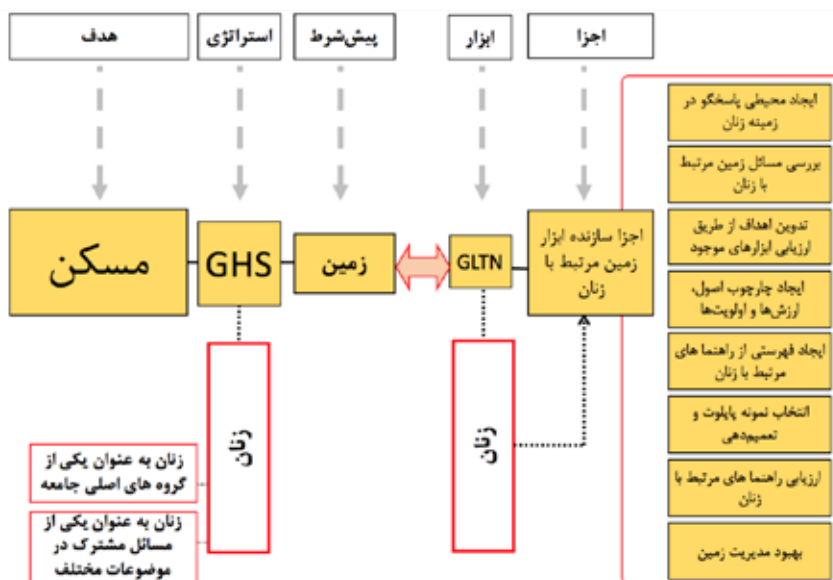 هدف
استراتژی
پیش‌شرط
ابزار
اجزا
مسکن
GHS
زمین
GLTN
اجزا سازنده ابزار
زمین مرتبط با
زنان
زنان
زنان
زنان به عنوان یکی از
گروه های اصلی جامعه
زنان به عنوان یکی از
مسائل مشترک در
موضوعات مختلف
ایجاد محیطی پاسخگو در
زمینه زنان
بررسی مسائل زمین مرتبط
با زنان
تدوین اهداف از طریق
ارزیابی ابزارهای موجود
ایجاد چارچوب اصول،
ارزش‌ها و اولویت‌ها
ایجاد فهرستی از راهنما های
مرتبط با زنان
انتخاب نمونه پایلوت و
تعمیم‌دهی
ارزیابی راهنما های مرتبط با
زنان
بهبود مدیریت زمین